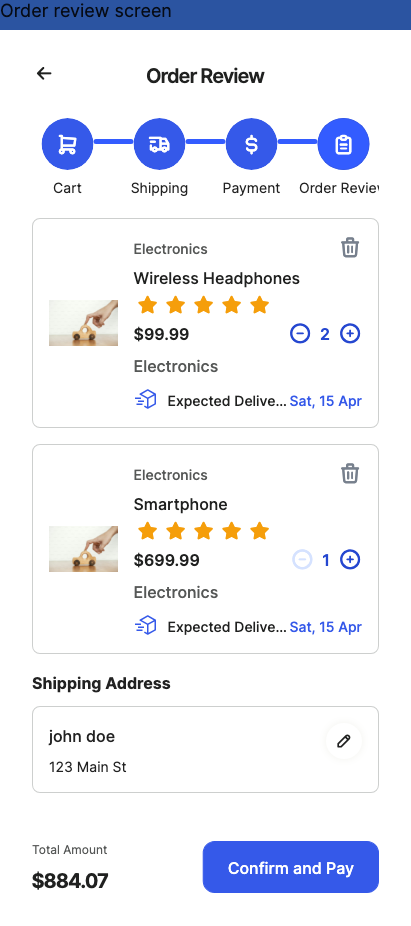 Order review screen
Order Review
Cart
Shipping
Payment
Order Review
Electronics
Wireless Headphones
$99.99
2
Electronics
Expected Delive... Sat, 15 Apr
Electronics
Smartphone
$699.99
1
Electronics
Expected Delive... Sat, 15 Apr
Shipping Address
john doe
123 Main St
Total Amount
$884.07
Confirm and Pay